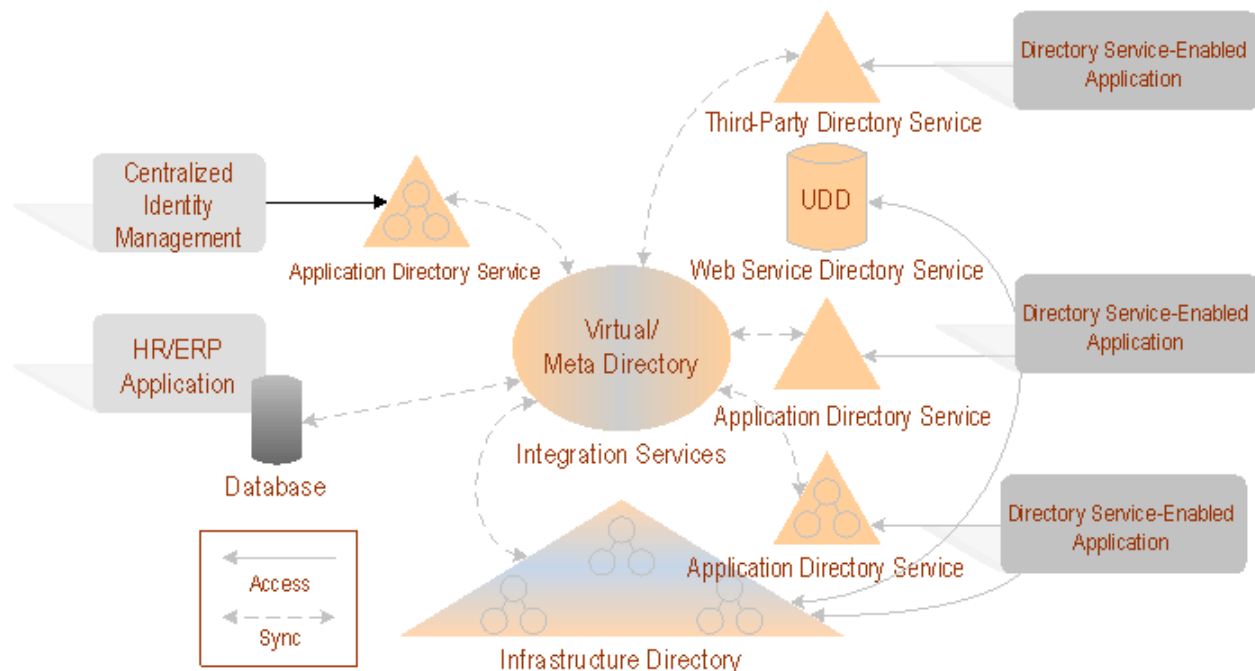 Directory Service-Enabled
Application
Third-Party Directory Service
Centralized
Identity
Management
UDD
Application Directory Service
Web Service Directory Service
Directory Service-Enabled
Application
HR/ERP
Application
Virtual/
Meta Directory
Application Directory Service
Integration Services
Database
Directory Service-Enabled
Application
Application Directory Service
Access
Sync
Infrastructure Directory